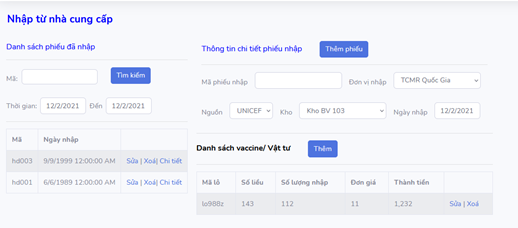 Nhập từ nhà cung cấp
Danh sách phiếu đã nhập
Mã:
Tìm kiếm
Thời gian: 12/2/2021 Đến 12/2/2021
Mã Ngày nhập
hd003 9/9/1999 12:00:00 AM Sửa | Xoá| Chi tiết
hd001 6/6/1989 12:00:00 AM Sửa | Xoá| Chi tiết
Thông tin chi tiết phiếu nhập Thêm phiếu
Mã phiếu nhập Đơn vị nhập TCMR Quốc Gia
Nguồn UNICEF Kho Kho BV 103 Ngày nhập 12/2/2021
Danh sách vaccine/ Vật tư Thêm
Mã lô Số liều Số lượng nhập Đơn giá Thành tiền
lo988z 143 112 11 1,232 Sửa | Xoá